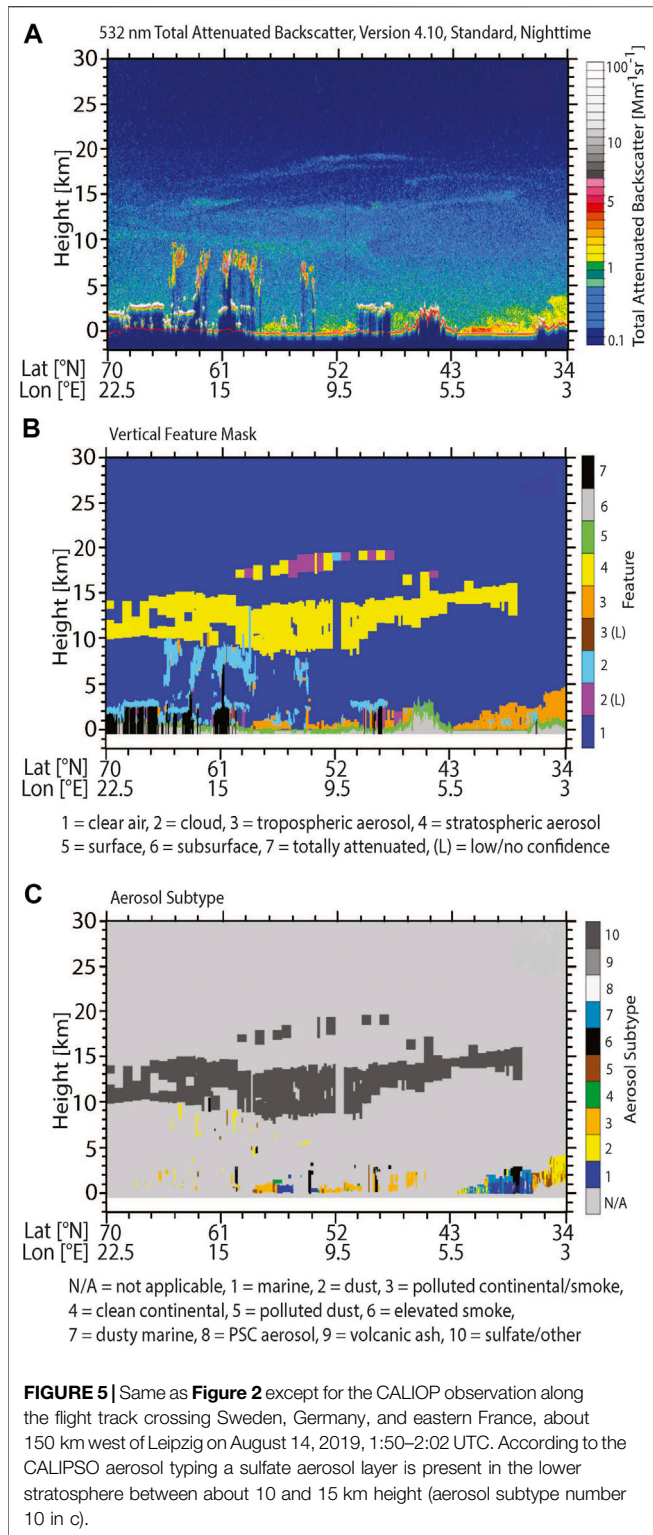 A
532 nm Total Attenuated Backscatter, Version 4.10, Standard, Nighttime
30
25
20
15
10
5
0
Height [km]
100
10
5
1
0.1
Total Attenuated Backscatter [Mm⁻¹sr⁻¹]
Lat [°N] 70 61 52 43 34
Lon [°E] 22.5 15 9.5 5.5 3
B
Vertical Feature Mask
30
25
20
15
10
5
0
Height [km]
7
6
5
4
3
3 (L)
2
2 (L)
1
Feature
Lat [°N] 70 61 52 43 34
Lon [°E] 22.5 15 9.5 5.5 3
1 = clear air, 2 = cloud, 3 = tropospheric aerosol, 4 = stratospheric aerosol
5 = surface, 6 = subsurface, 7 = totally attenuated, (L) = low/no confidence
C
Aerosol Subtype
30
25
20
15
10
5
0
Height [km]
10
9
8
7
6
5
4
3
2
1
N/A
Aerosol Subtype
Lat [°N] 70 61 52 43 34
Lon [°E] 22.5 15 9.5 5.5 3
N/A = not applicable, 1 = marine, 2 = dust, 3 = polluted continental/smoke,
4 = clean continental, 5 = polluted dust, 6 = elevated smoke,
7 = dusty marine, 8 = PSC aerosol, 9 = volcanic ash, 10 = sulfate/other
FIGURE 5 | Same as Figure 2 except for the CALIOP observation along
the flight track crossing Sweden, Germany, and eastern France, about
150 km west of Leipzig on August 14, 2019, 1:50–2:02 UTC. According to the
CALIPSO aerosol typing a sulfate aerosol layer is present in the lower
stratosphere between about 10 and 15 km height (aerosol subtype number
10 in c).